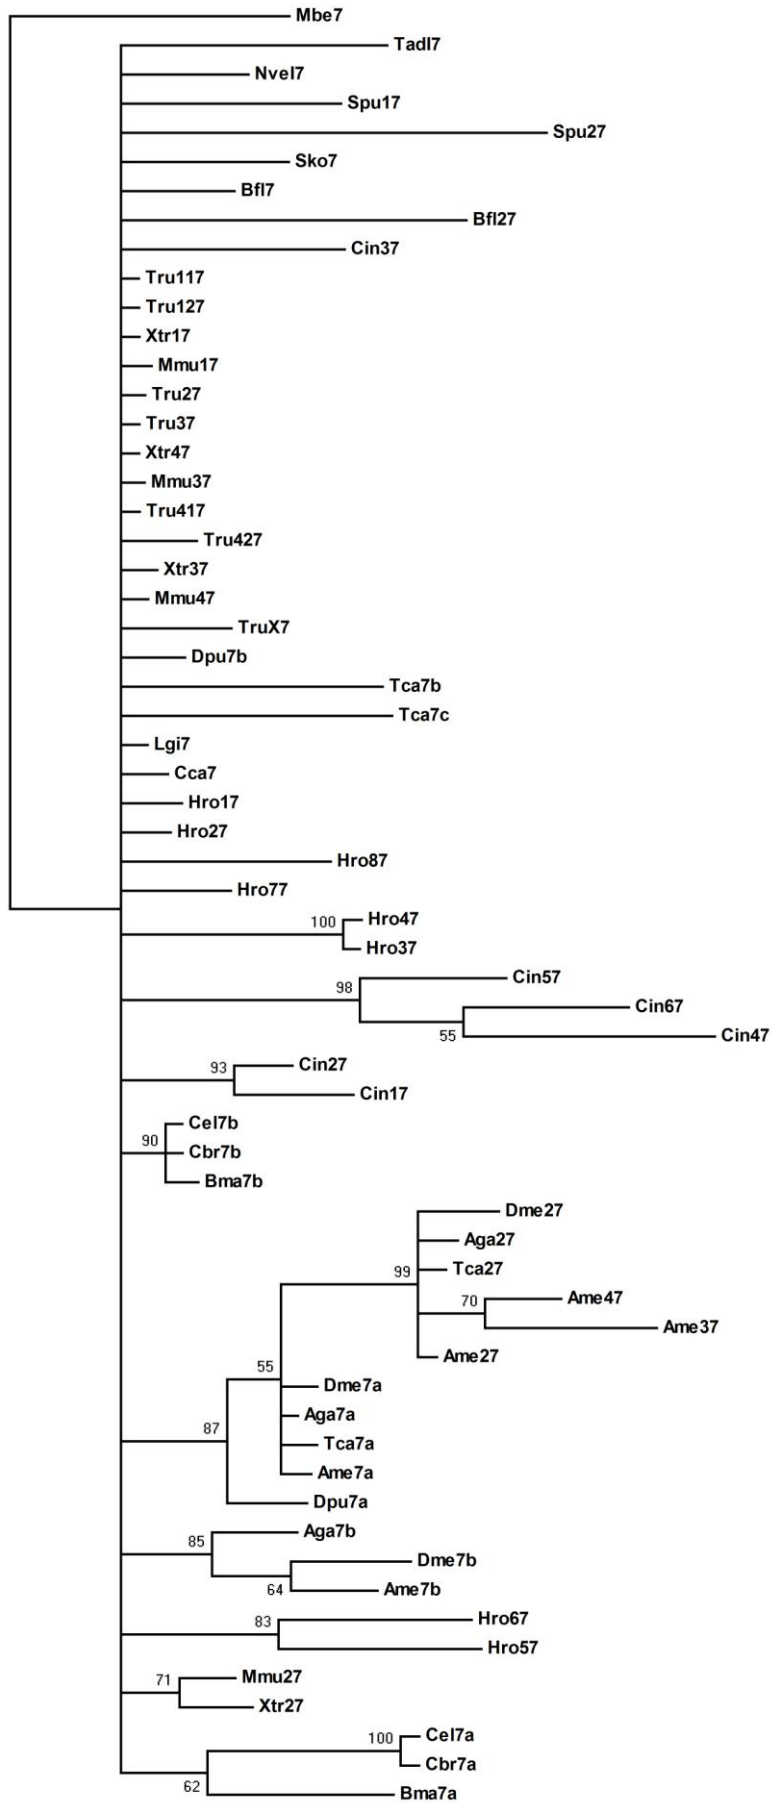 Mbe7
Tadl7
Nvel7
Spu17
Spu27
Sko7
Bfl7
Bfl27
Cin37
Tru117
Tru127
Xtr17
Mmu17
Tru27
Tru37
Xtr47
Mmu37
Tru417
Tru427
Xtr37
Mmu47
TruX7
Dpu7b
Tca7b
Tca7c
Lgi7
Cca7
Hro17
Hro27
Hro87
Hro77
100
Hro47
Hro37
98
Cin57
Cin67
55
Cin47
93
Cin27
Cin17
Cel7b
90
Cbr7b
Bma7b
Dme27
Aga27
99
Tca27
70
Ame47
Ame37
Ame27
55
Dme7a
Aga7a
87
Tca7a
Ame7a
Dpu7a
85
Aga7b
Dme7b
64
Ame7b
83
Hro67
Hro57
71
Mmu27
Xtr27
100
Cel7a
Cbr7a
62
Bma7a